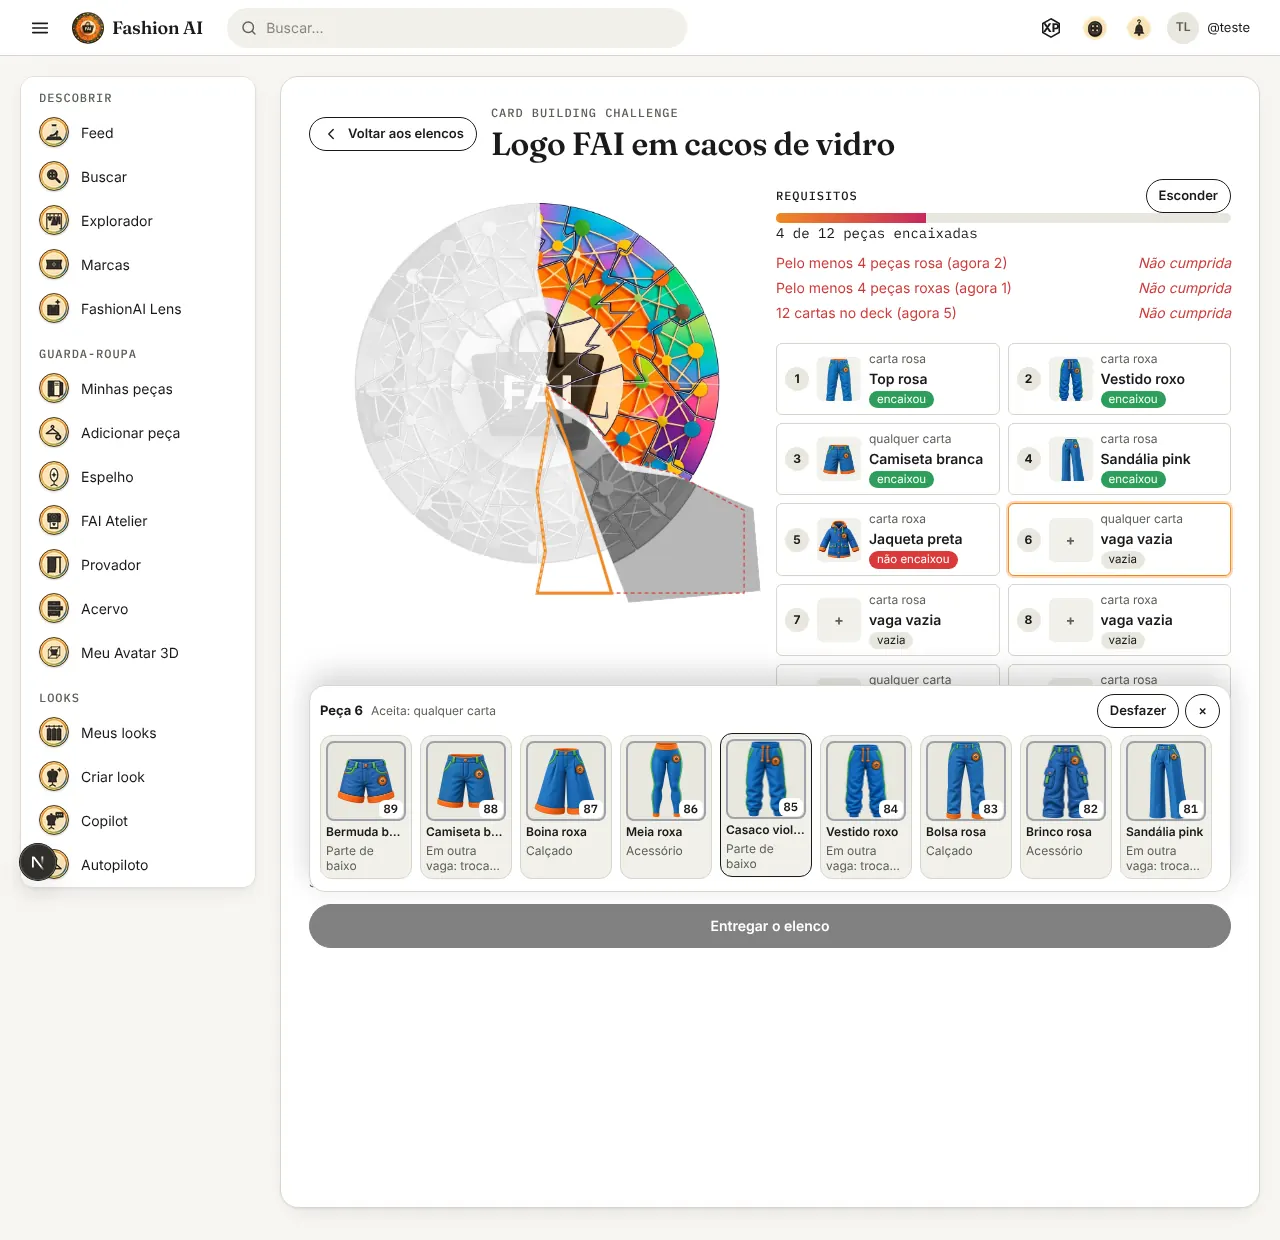 Fashion AI
Buscar...
XP
TL
@teste
DESCOBRIR
Feed
Buscar
Explorador
Marcas
FashionAI Lens
GUARDA-ROUPA
Minhas peças
Adicionar peça
Espelho
FAI Atelier
Provador
Acervo
Meu Avatar 3D
LOOKS
Meus looks
Criar look
Copilot
N
Autopiloto
Voltar aos elencos
CARD BUILDING CHALLENGE
Logo FAI em cacos de vidro
FAI
REQUISITOS
Esconder
4 de 12 peças encaixadas
Pelo menos 4 peças rosa (agora 2)
Não cumprida
Pelo menos 4 peças roxas (agora 1)
Não cumprida
12 cartas no deck (agora 5)
Não cumprida
1
carta rosa
Top rosa
encaixou
2
carta roxa
Vestido roxo
encaixou
3
qualquer carta
Camiseta branca
encaixou
4
carta rosa
Sandália pink
encaixou
5
carta roxa
Jaqueta preta
não encaixou
6
+
qualquer carta
vaga vazia
vazia
7
+
carta rosa
vaga vazia
vazia
8
+
carta roxa
vaga vazia
vazia
qualquer carta
carta rosa
Peça 6 Aceita: qualquer carta
Desfazer
×
89
Bermuda b...
Parte de
baixo
88
Camiseta b...
Em outra
vaga: troca...
87
Boina roxa
Calçado
86
Meia roxa
Acessório
85
Casaco viol...
Parte de
baixo
84
Vestido roxo
Em outra
vaga: troca...
83
Bolsa rosa
Calçado
82
Brinco rosa
Acessório
81
Sandália pink
Em outra
vaga: troca...
Entregar o elenco